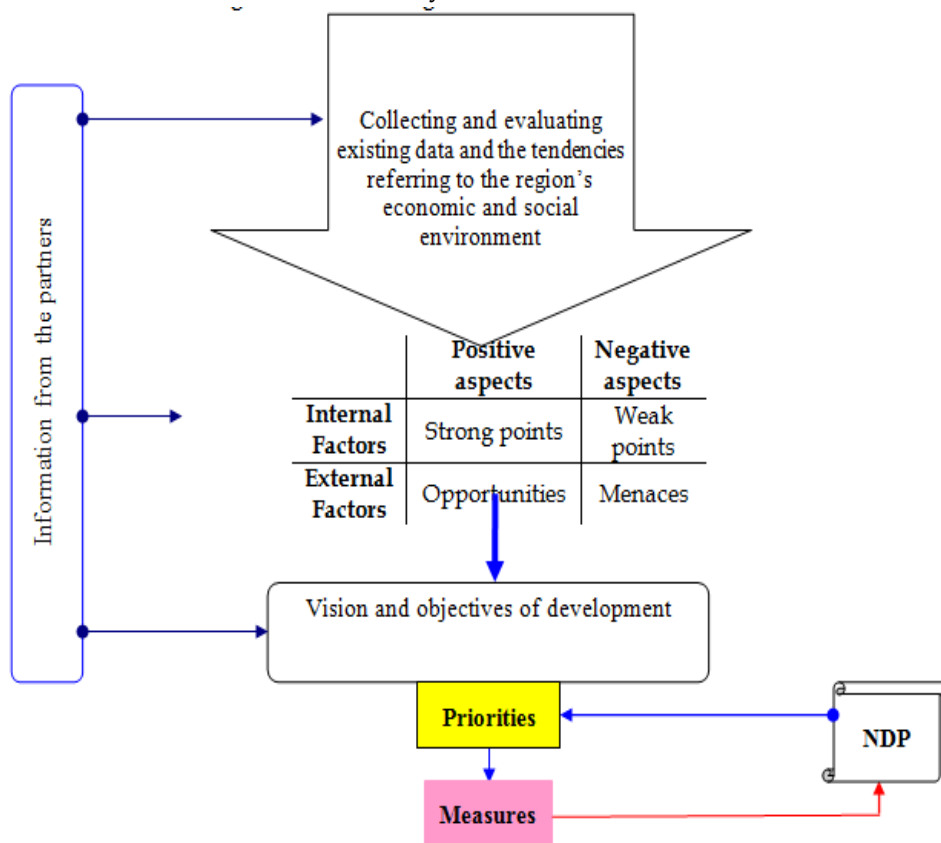 Collecting and evaluating
existing data and the tendencies
referring to the region's
economic and social
environment
Information from the partners
Positive aspects
Negative aspects
Internal Factors
Strong points
Weak points
External Factors
Opportunities
Menaces
Vision and objectives of development
Priorities
NDP
Measures